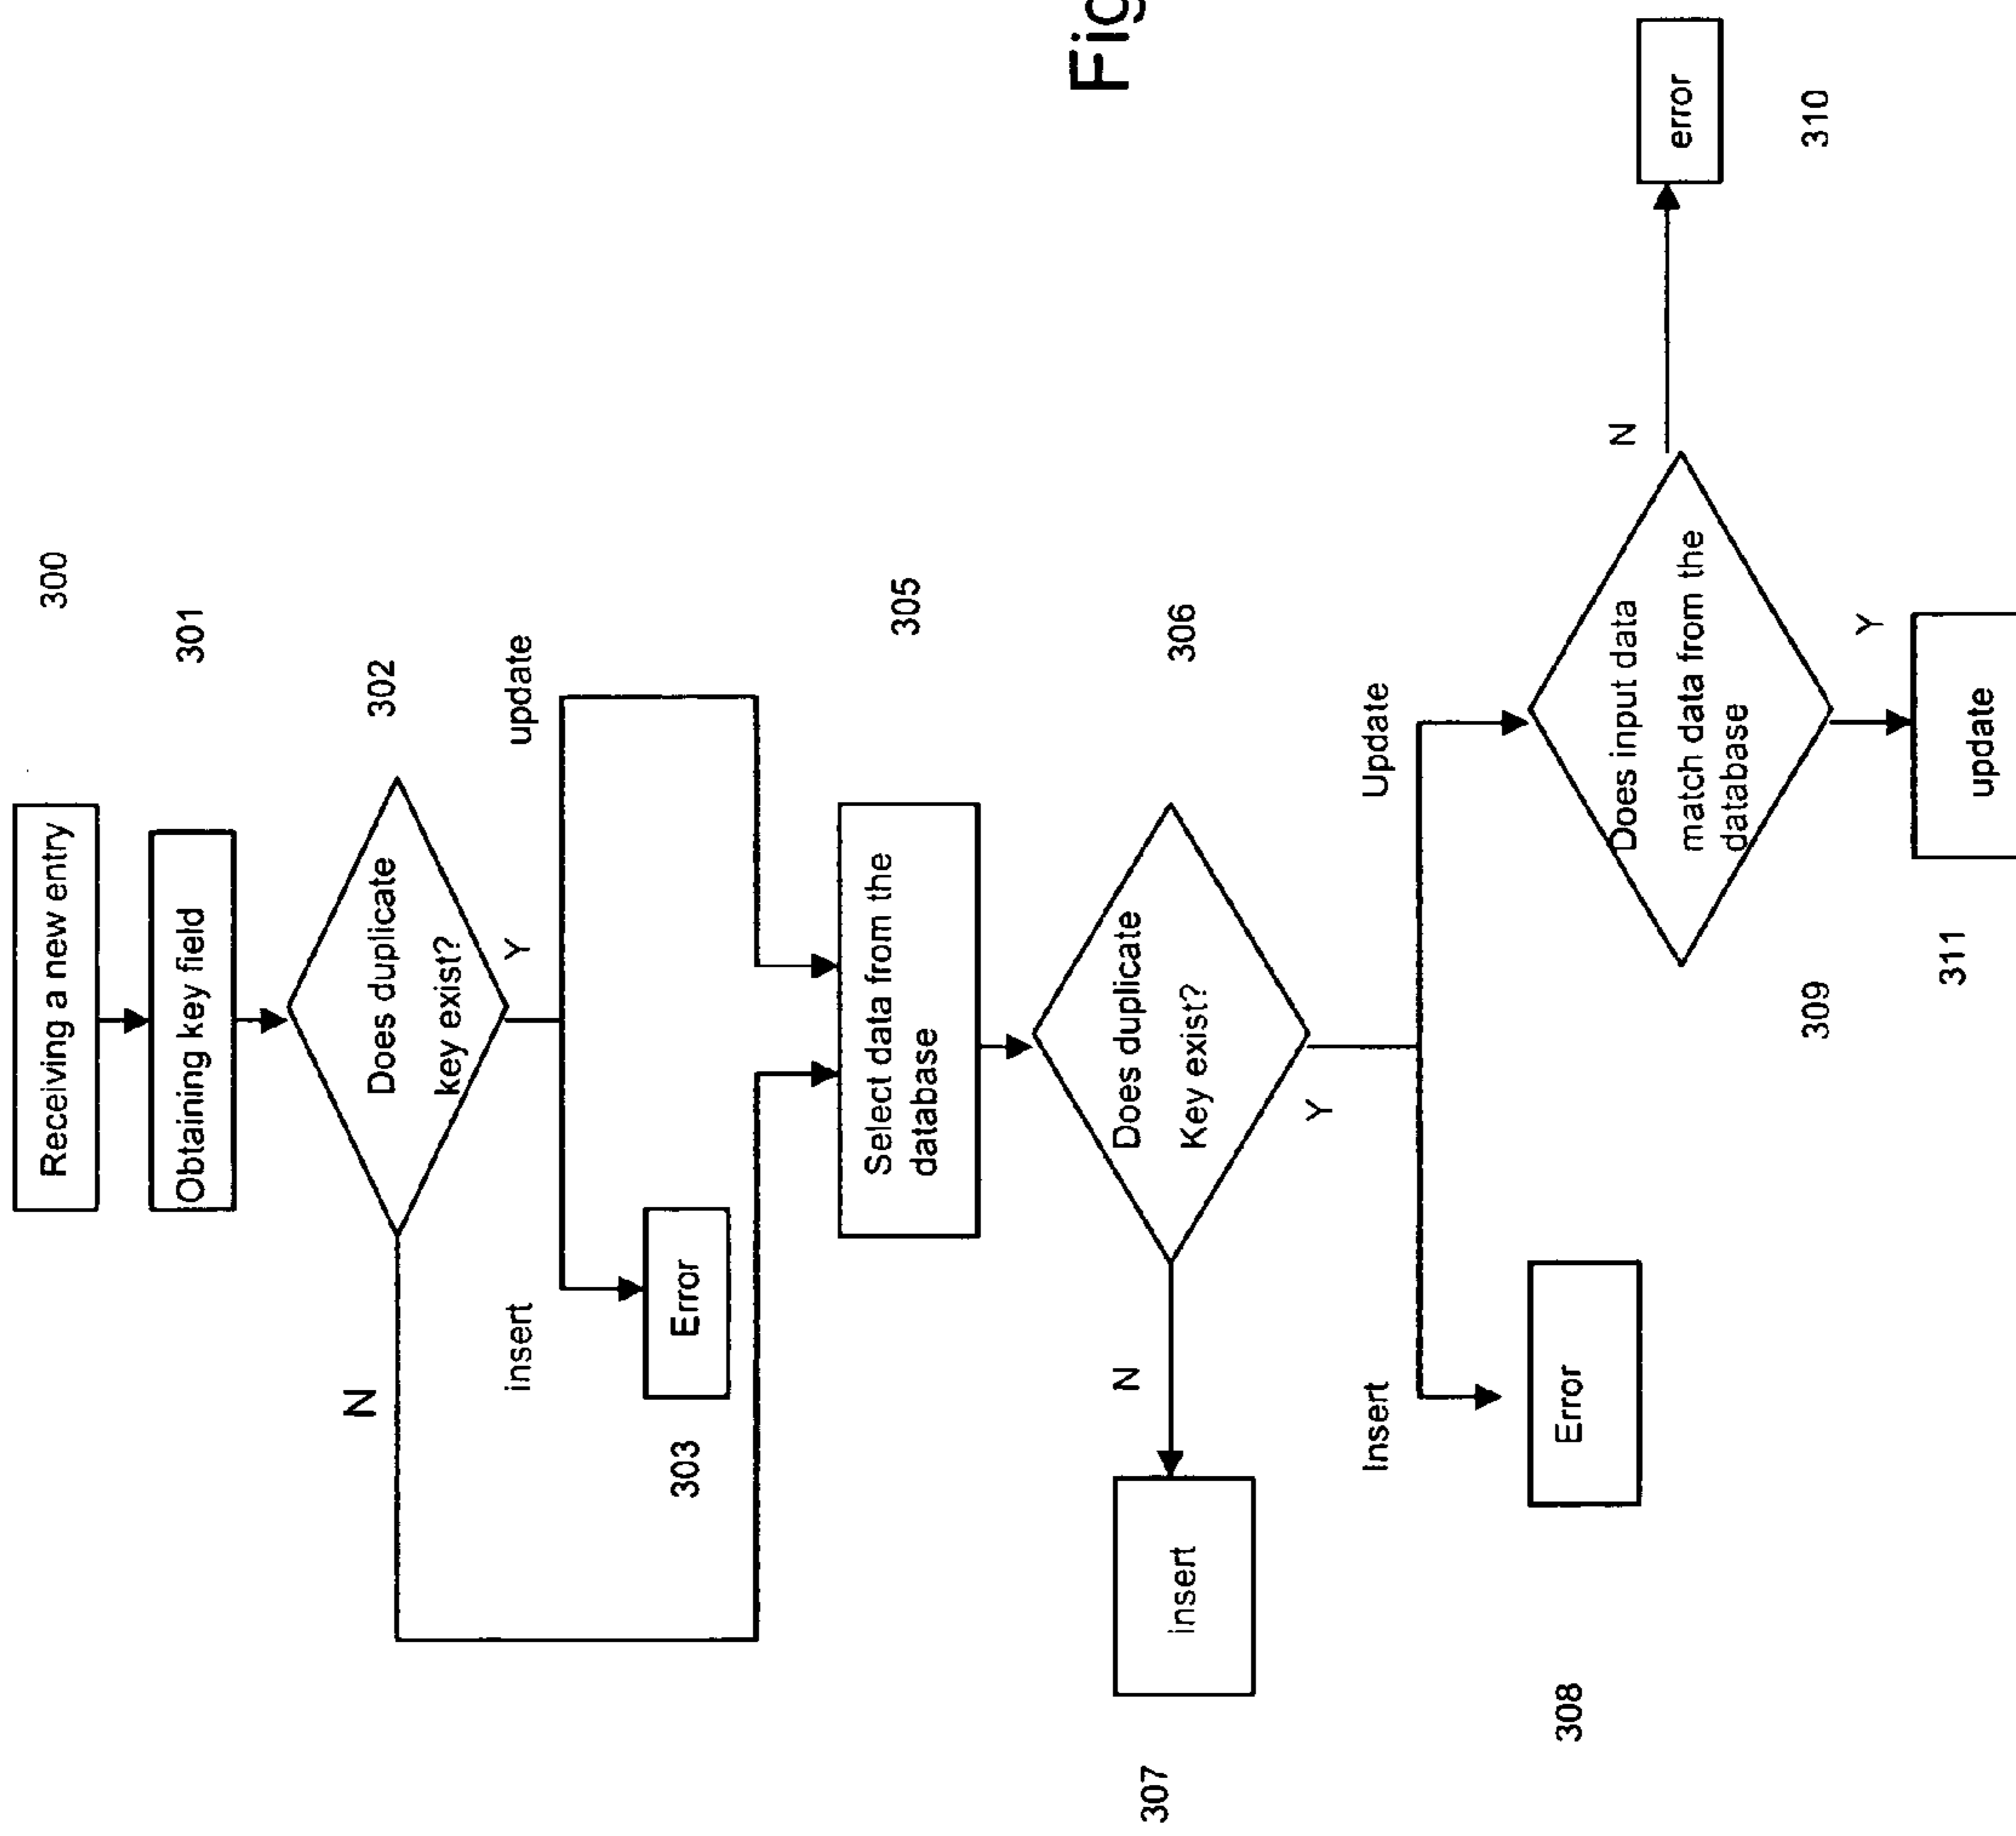 Receiving a new entry
300
Obtaining key field
301
Does duplicate
key exist?
302
N
Y
insert
update
Error
303
Select data from the
database
305
Does duplicate
Key exist?
306
N
insert
307
Y
Insert
Update
Error
308
Does input data
match data from the
database
309
N
error
310
Y
update
311
Fig